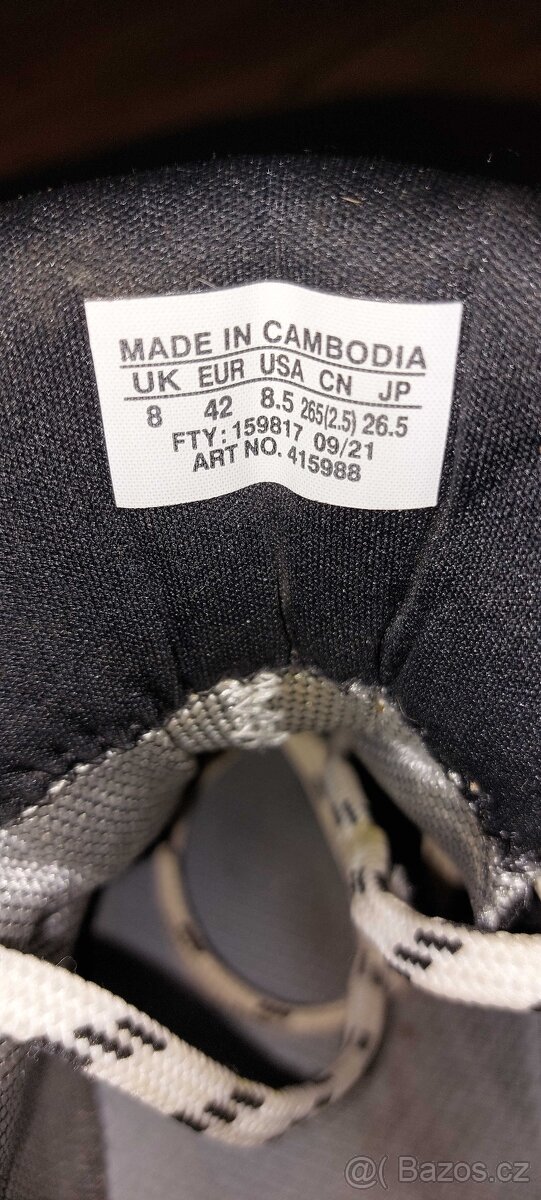 MADE IN CAMBODIA
UK EUR USA CN JP
8 42 8.5 265(2.5) 26.5
FTY: 159817 09/21
ART NO. 415988
@( Bazos.cz